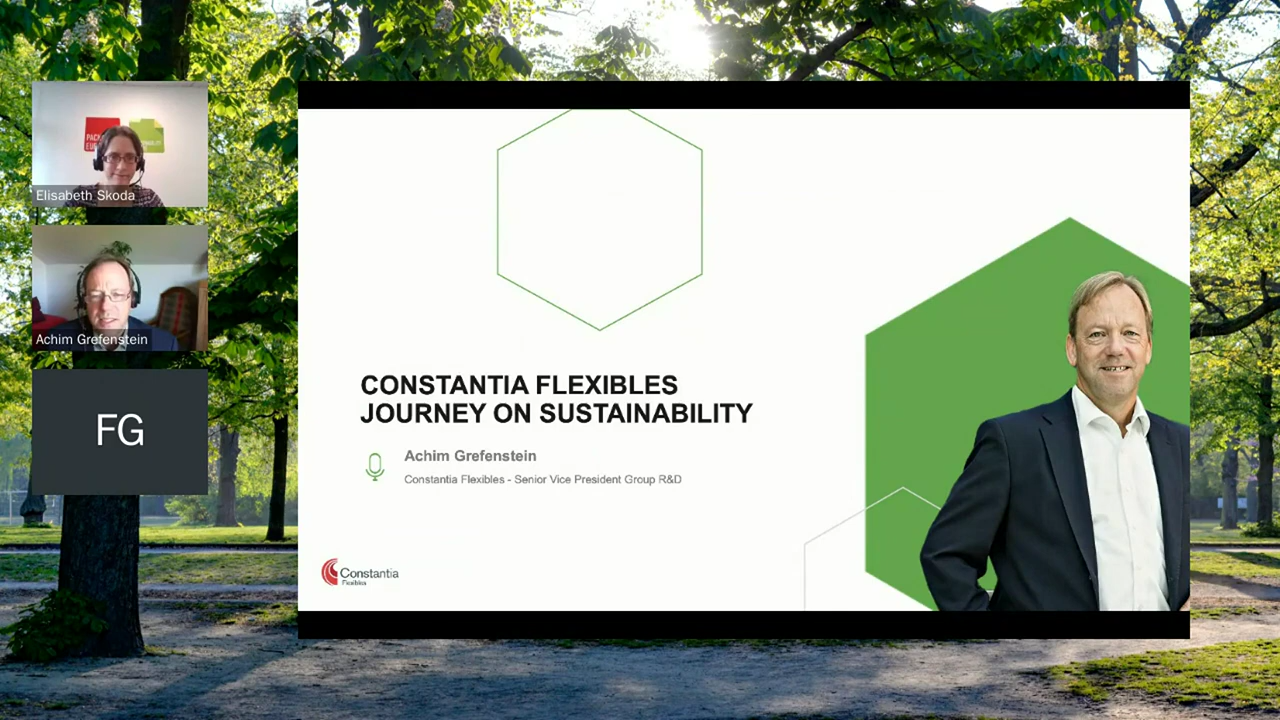 Elisabeth Skoda
Achim Grefenstein
FG
CONSTANTIA FLEXIBLES
JOURNEY ON SUSTAINABILITY
Achim Grefenstein
Constantia Flexibles - Senior Vice President Group R&D
Constantia
Flexibles